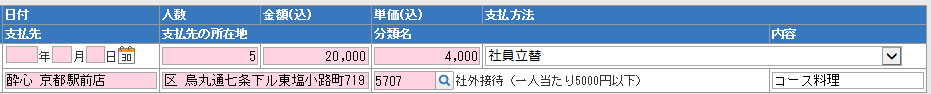 日付 人数 金額(込) 単価(込) 支払方法
支払先 支払先の所在地 分類名 内容
年 月 日 30 5 20,000 4,000 社員立替
酔心 京都駅前店 区 烏丸通七条下ル東塩小路町719 5707 社外接待（一人当たり5000円以下） コース料理